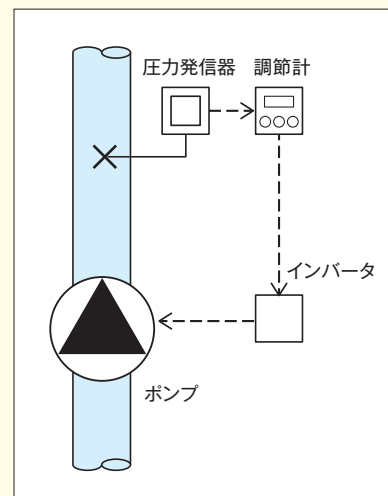 圧力発信器
調節計
インバータ
ポンプ